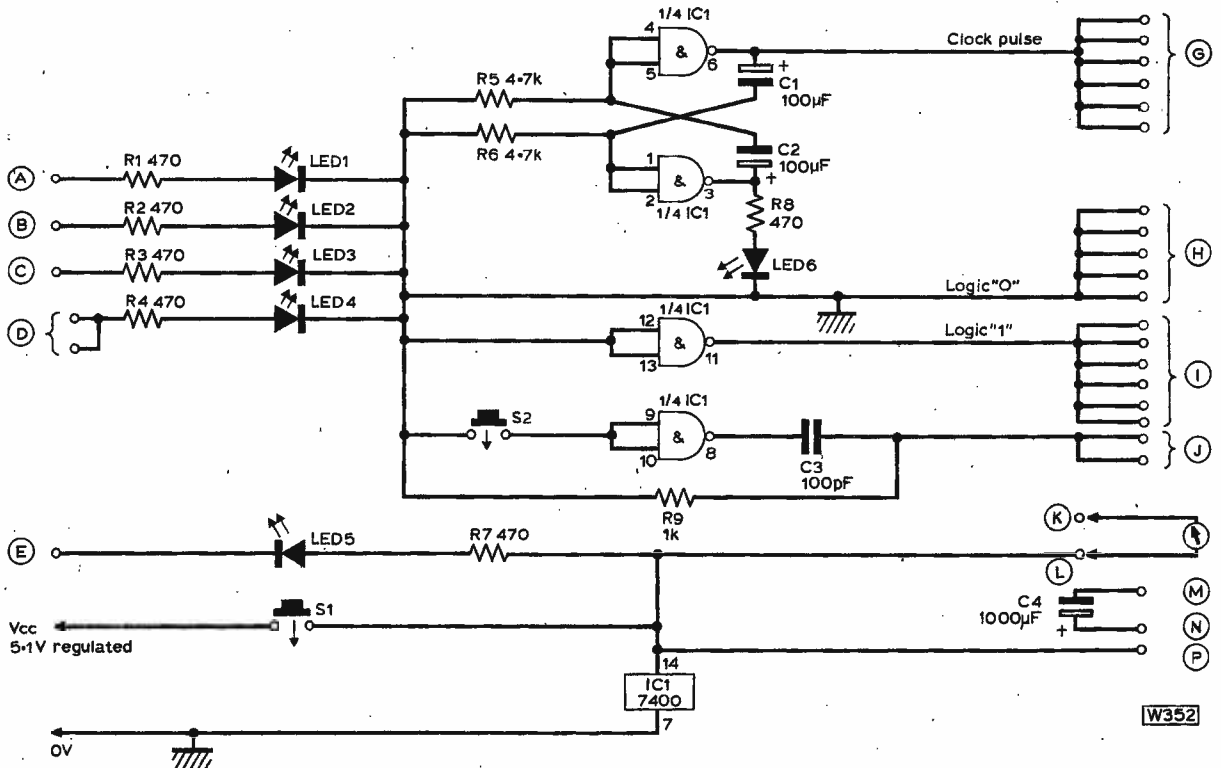 1/4 IC1
4
&
5
6
Clock pulse
G
+
C1
100µF
R5 4·7k
R6 4·7k
C2
100µF
+
1
&
2
3
1/4 IC1
R8
470
LED6
A
R1 470
LED1
B
R2 470
LED2
C
R3 470
LED3
D
R4 470
LED4
H
Logic"0"
1/4 IC1
12
&
13
11
Logic"1"
I
1/4 IC1
S2
9
&
10
8
C3
100pF
J
R9
1k
K
E
LED5
R7 470
L
M
C4
1000µF
+
N
P
S1
Vcc
5·1V regulated
14
IC1
7400
7
0V
W352